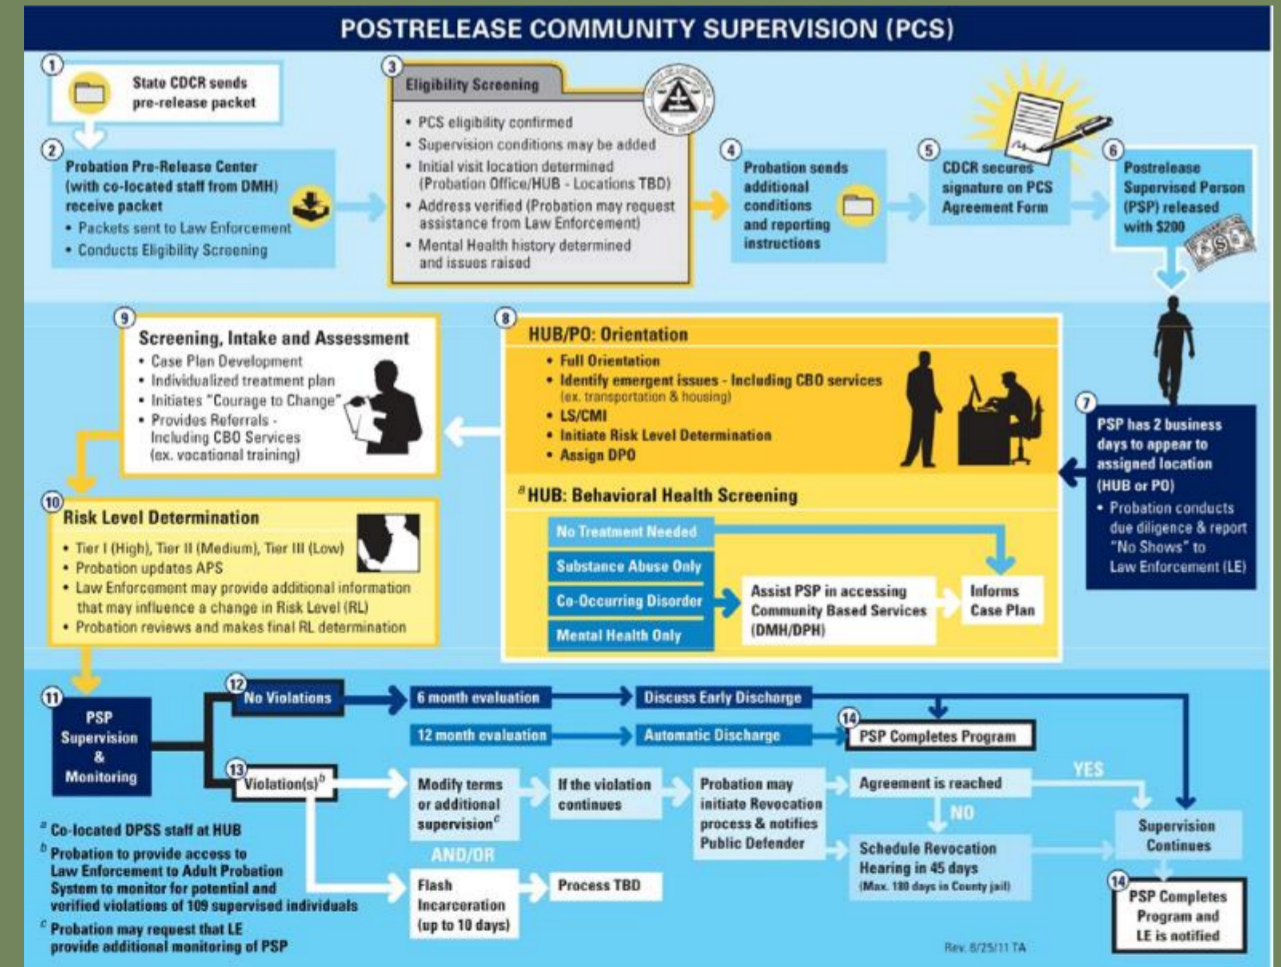 POSTRELEASE COMMUNITY SUPERVISION (PCS)
1
State CDCR sends
pre-release packet
2
Probation Pre-Release Center
(with co-located staff from DMH)
receive packet
• Packets sent to Law Enforcement
• Conducts Eligibility Screening
3
Eligibility Screening
• PCS eligibility confirmed
• Supervision conditions may be added
• Initial visit location determined
(Probation Office/HUB - Locations TBD)
• Address verified (Probation may request
assistance from Law Enforcement)
• Mental Health history determined
and issues raised
4
Probation sends
additional
conditions
and reporting
instructions
5
CDCR secures
signature on PCS
Agreement Form
6
Postrelease
Supervised Person
(PSP) released
with $200
7
PSP has 2 business
days to appear to
assigned location
(HUB or PO)
• Probation conducts
due diligence & report
"No Shows" to
Law Enforcement (LE)
8
HUB/PO: Orientation
• Full Orientation
• Identify emergent issues - Including CBO services
(ex. transportation & housing)
• LS/CMI
• Initiate Risk Level Determination
• Assign DPO
a HUB: Behavioral Health Screening
No Treatment Needed
Substance Abuse Only
Co-Occurring Disorder
Mental Health Only
Assist PSP in accessing
Community Based Services
(DMH/DPH)
Informs
Case Plan
9
Screening, Intake and Assessment
• Case Plan Development
• Individualized treatment plan
• Initiates "Courage to Change"
• Provides Referrals -
Including CBO Services
(ex. vocational training)
10
Risk Level Determination
• Tier I (High), Tier II (Medium), Tier III (Low)
• Probation updates APS
• Law Enforcement may provide additional information
that may influence a change in Risk Level (RL)
• Probation reviews and makes final RL determination
11
PSP
Supervision
&
Monitoring
12
No Violations
6 month evaluation
Discuss Early Discharge
12 month evaluation
Automatic Discharge
14
PSP Completes Program
13
Violation(s)b
Modify terms
or additional
supervisionc
If the violation
continues
Probation may
initiate Revocation
process & notifies
Public Defender
Agreement is reached
YES
NO
Schedule Revocation
Hearing in 45 days
(Max. 180 days in County jail)
Supervision
Continues
AND/OR
Flash
Incarceration
(up to 10 days)
Process TBD
14
PSP Completes
Program and
LE is notified
a Co-located DPSS staff at HUB
b Probation to provide access to
Law Enforcement to Adult Probation
System to monitor for potential and
verified violations of 109 supervised individuals
c Probation may request that LE
provide additional monitoring of PSP
Rev. 8/25/11 TA